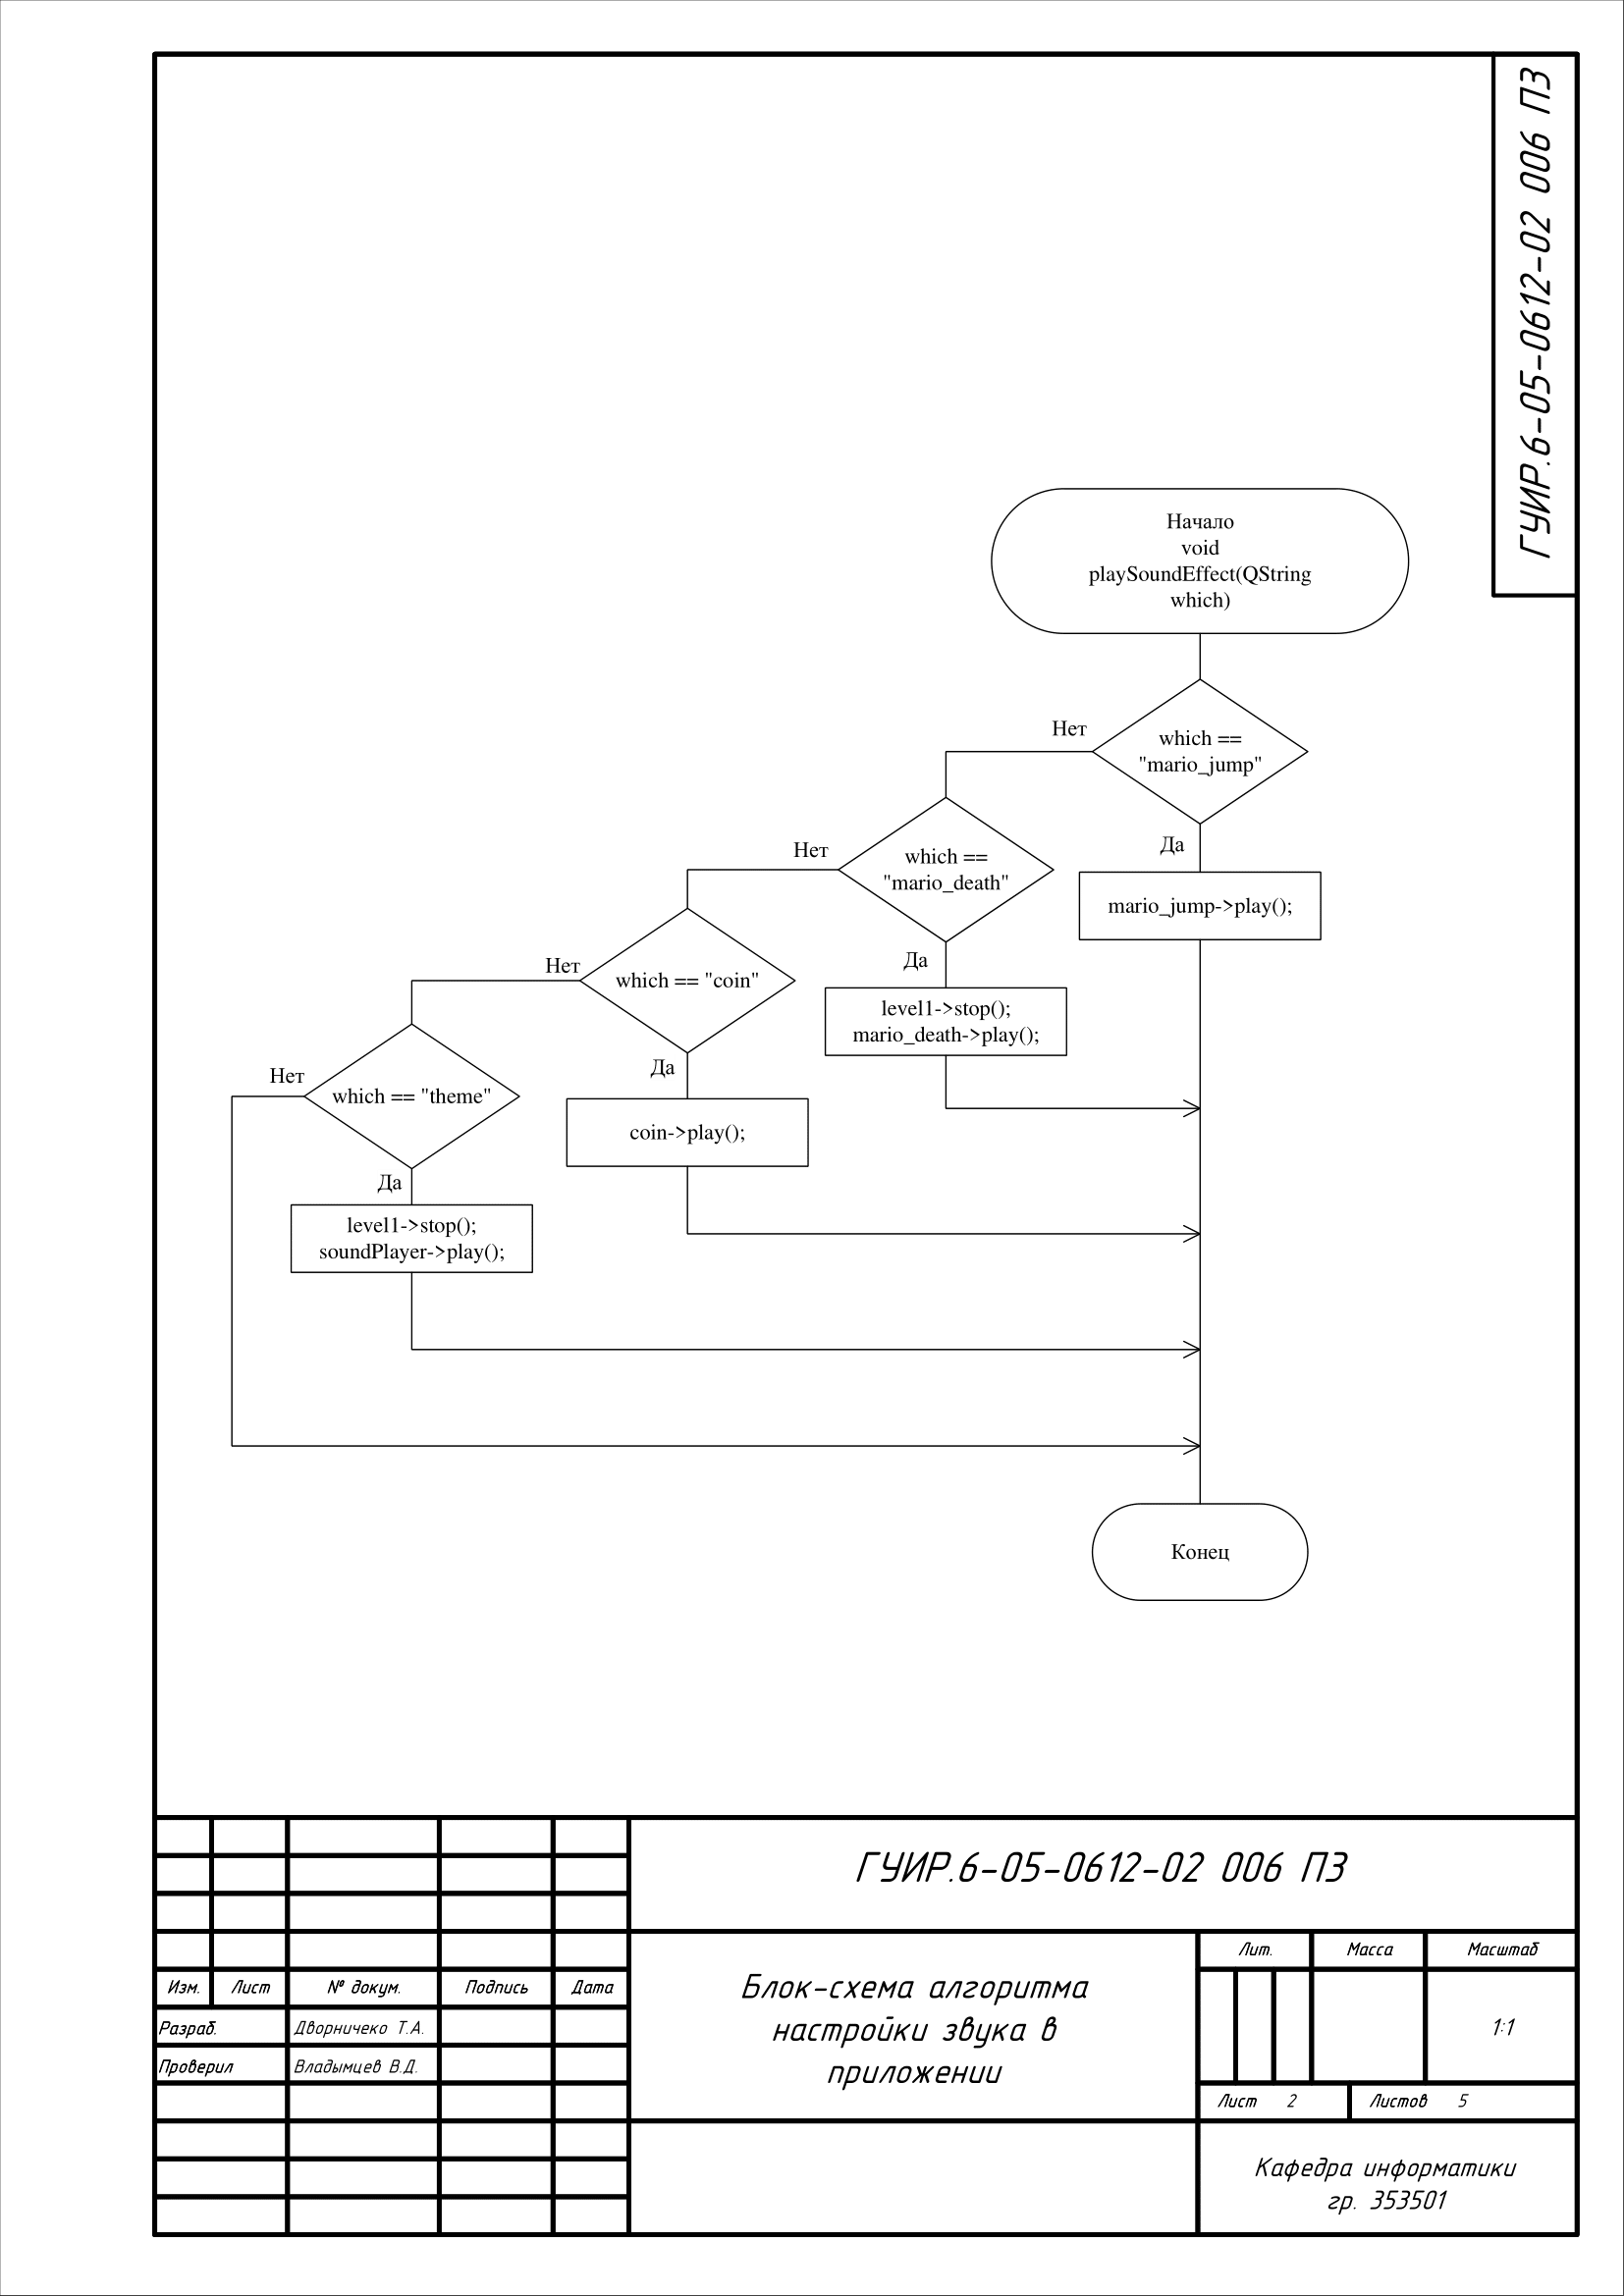 ГУИР.6-05-0612-02 006 ПЗ
Начало
void
playSoundEffect(QString
which)
which ==
"mario_jump"
Нет
Да
mario_jump->play();
which ==
"mario_death"
Нет
Да
level1->stop();
mario_death->play();
which == "coin"
Нет
Да
coin->play();
which == "theme"
Нет
Да
level1->stop();
soundPlayer->play();
Конец
ГУИР.6-05-0612-02 006 ПЗ
Изм. Лист № докум. Подпись Дата
Разраб. Дворничеко Т.А.
Проверил Владымцев В.Д.
Блок-схема алгоритма
настройки звука в
приложении
Лит. Масса Масштаб
1:1
Лист 2 Листов 5
Кафедра информатики
гр. 353501